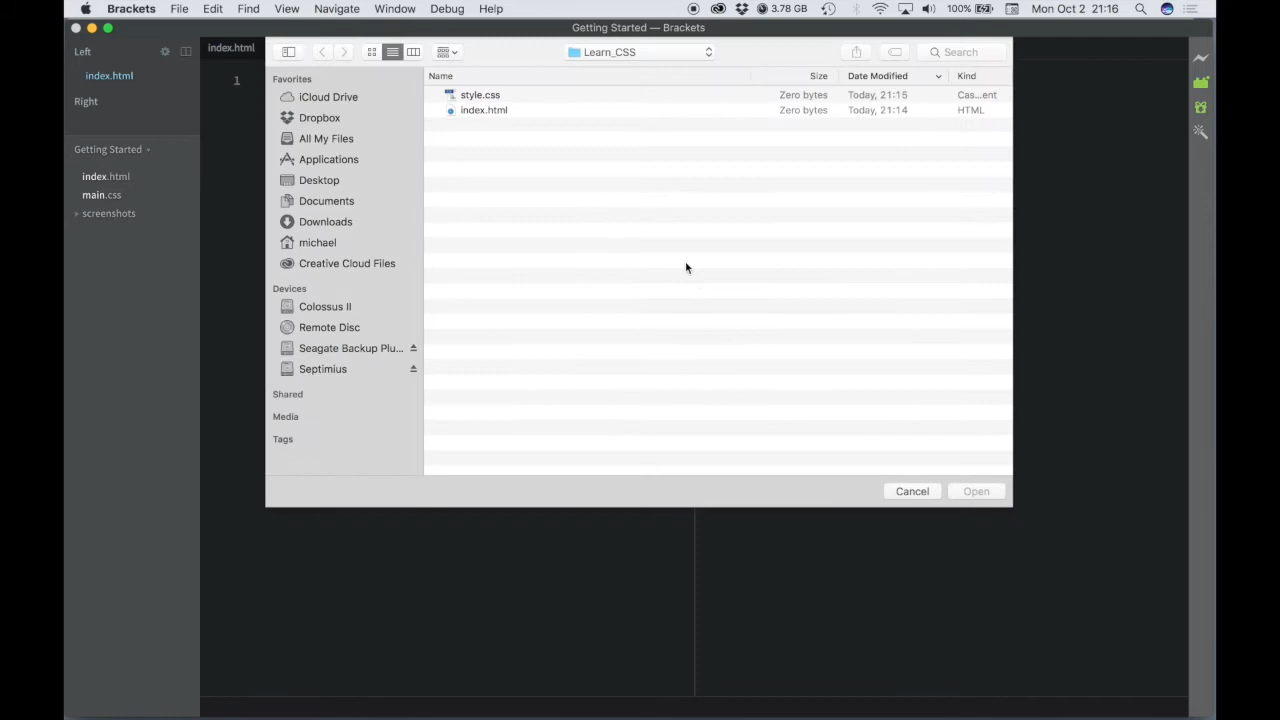 Brackets File Edit Find View Navigate Window Debug Help 3.78 GB 100% Mon Oct 2 21:16
Getting Started — Brackets
Left
index.html
Right
Getting Started
index.html
main.css
screenshots
index.html
1
Learn_CSS
Search
Favorites
iCloud Drive
Dropbox
All My Files
Applications
Desktop
Documents
Downloads
michael
Creative Cloud Files
Devices
Colossus II
Remote Disc
Seagate Backup Plu...
Septimius
Shared
Media
Tags
Name Size Date Modified Kind
style.css Zero bytes Today, 21:15 Cas...ent
index.html Zero bytes Today, 21:14 HTML
Cancel Open